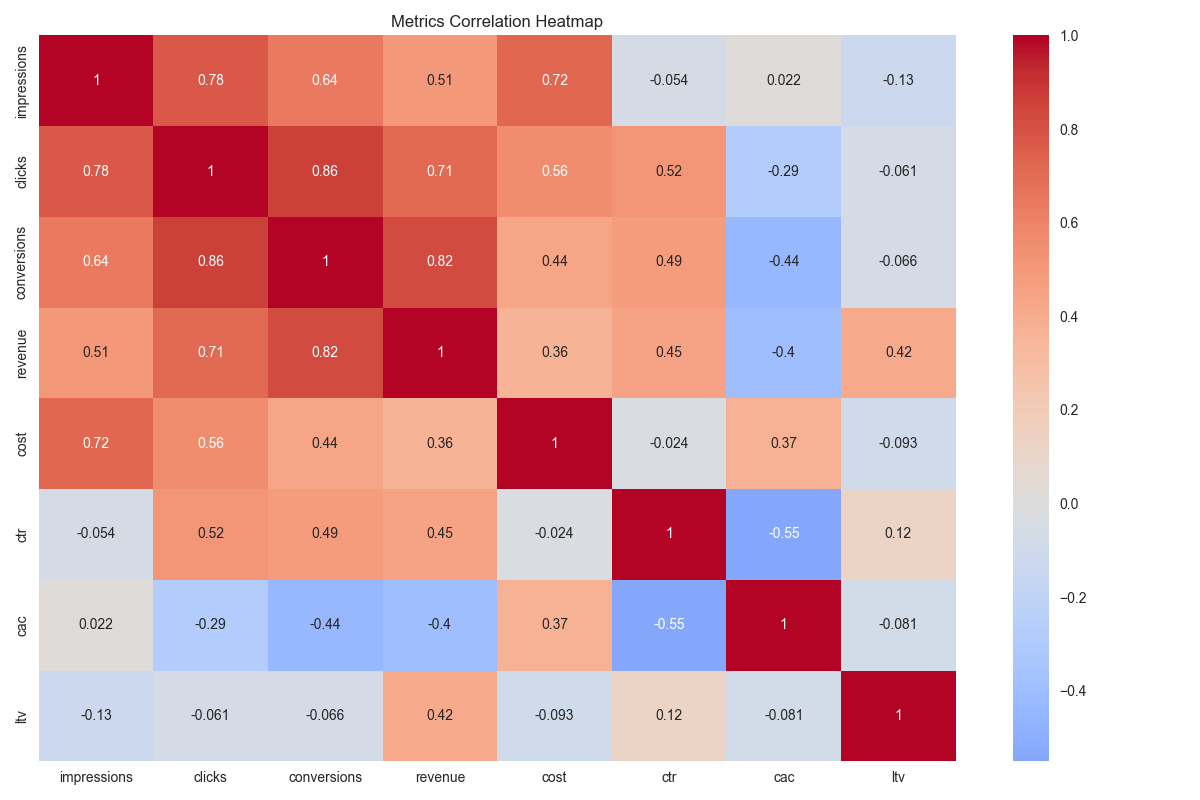 Metrics Correlation Heatmap
impressions 1 0.78 0.64 0.51 0.72 -0.054 0.022 -0.13
clicks 0.78 1 0.86 0.71 0.56 0.52 -0.29 -0.061
conversions 0.64 0.86 1 0.82 0.44 0.49 -0.44 -0.066
revenue 0.51 0.71 0.82 1 0.36 0.45 -0.4 0.42
cost 0.72 0.56 0.44 0.36 1 -0.024 0.37 -0.093
ctr -0.054 0.52 0.49 0.45 -0.024 1 -0.55 0.12
cac 0.022 -0.29 -0.44 -0.4 0.37 -0.55 1 -0.081
ltv -0.13 -0.061 -0.066 0.42 -0.093 0.12 -0.081 1
impressions clicks conversions revenue cost ctr cac ltv
1.0
0.8
0.6
0.4
0.2
0.0
−0.2
−0.4